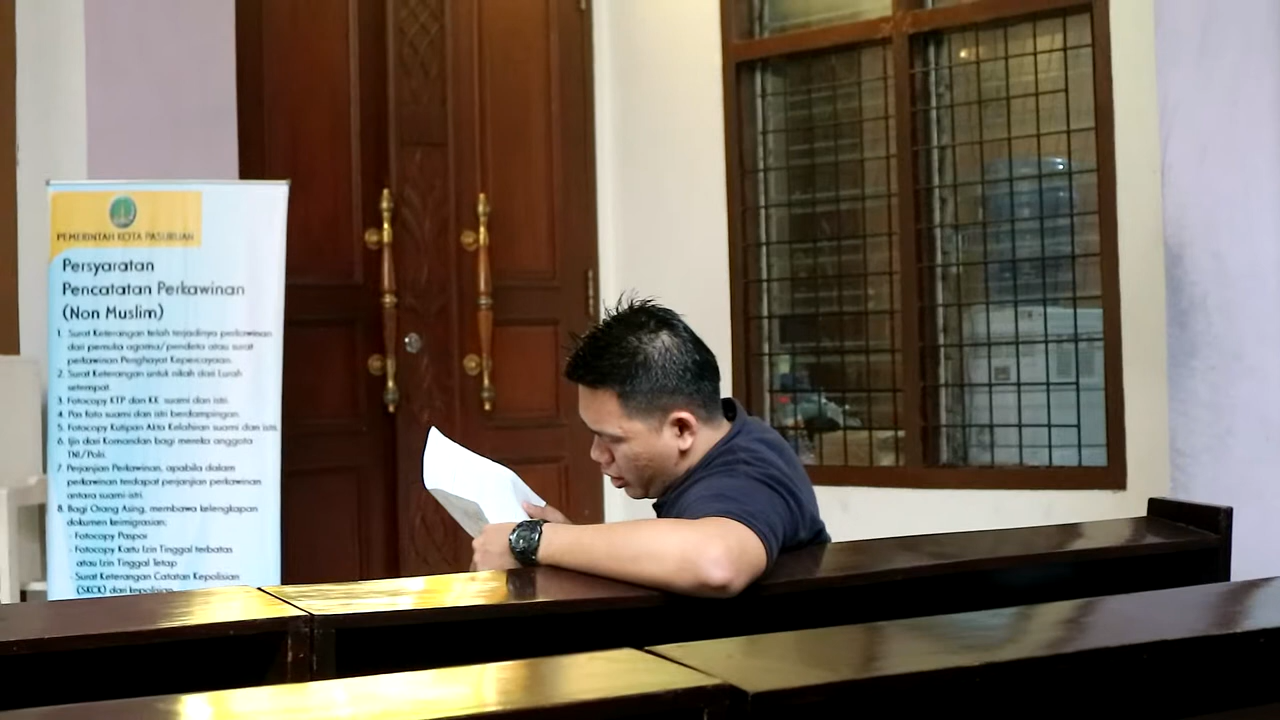 PEMERINTAH KOTA PASURUAN
Persyaratan
Pencatatan Perkawinan
(Non Muslim)
1. Surat Keterangan telah terjadinya perkawinan
dari pemuka agama/pendeta atau surat
perkawinan Penghayat Kepercayaan.
2. Surat Keterangan untuk nikah dari Lurah
setempat.
3. Fotocopy KTP dan KK suami dan istri.
4. Pas foto suami dan istri berdampingan.
5. Fotocopy Kutipan Akta Kelahiran suami dan istri.
6. Ijin dari Komandan bagi mereka anggota
TNI/Polri.
7. Perjanjian Perkawinan, apabila dalam
perkawinan terdapat perjanjian perkawinan
antara suami-istri.
8. Bagi Orang Asing, membawa kelengkapan
dokumen keimigrasian;
- Fotocopy Paspor
- Fotocopy Kartu Izin Tinggal terbatas
atau Izin Tinggal Tetap
- Surat Keterangan Catatan Kepolisian
(SKCK) dari kepolisian